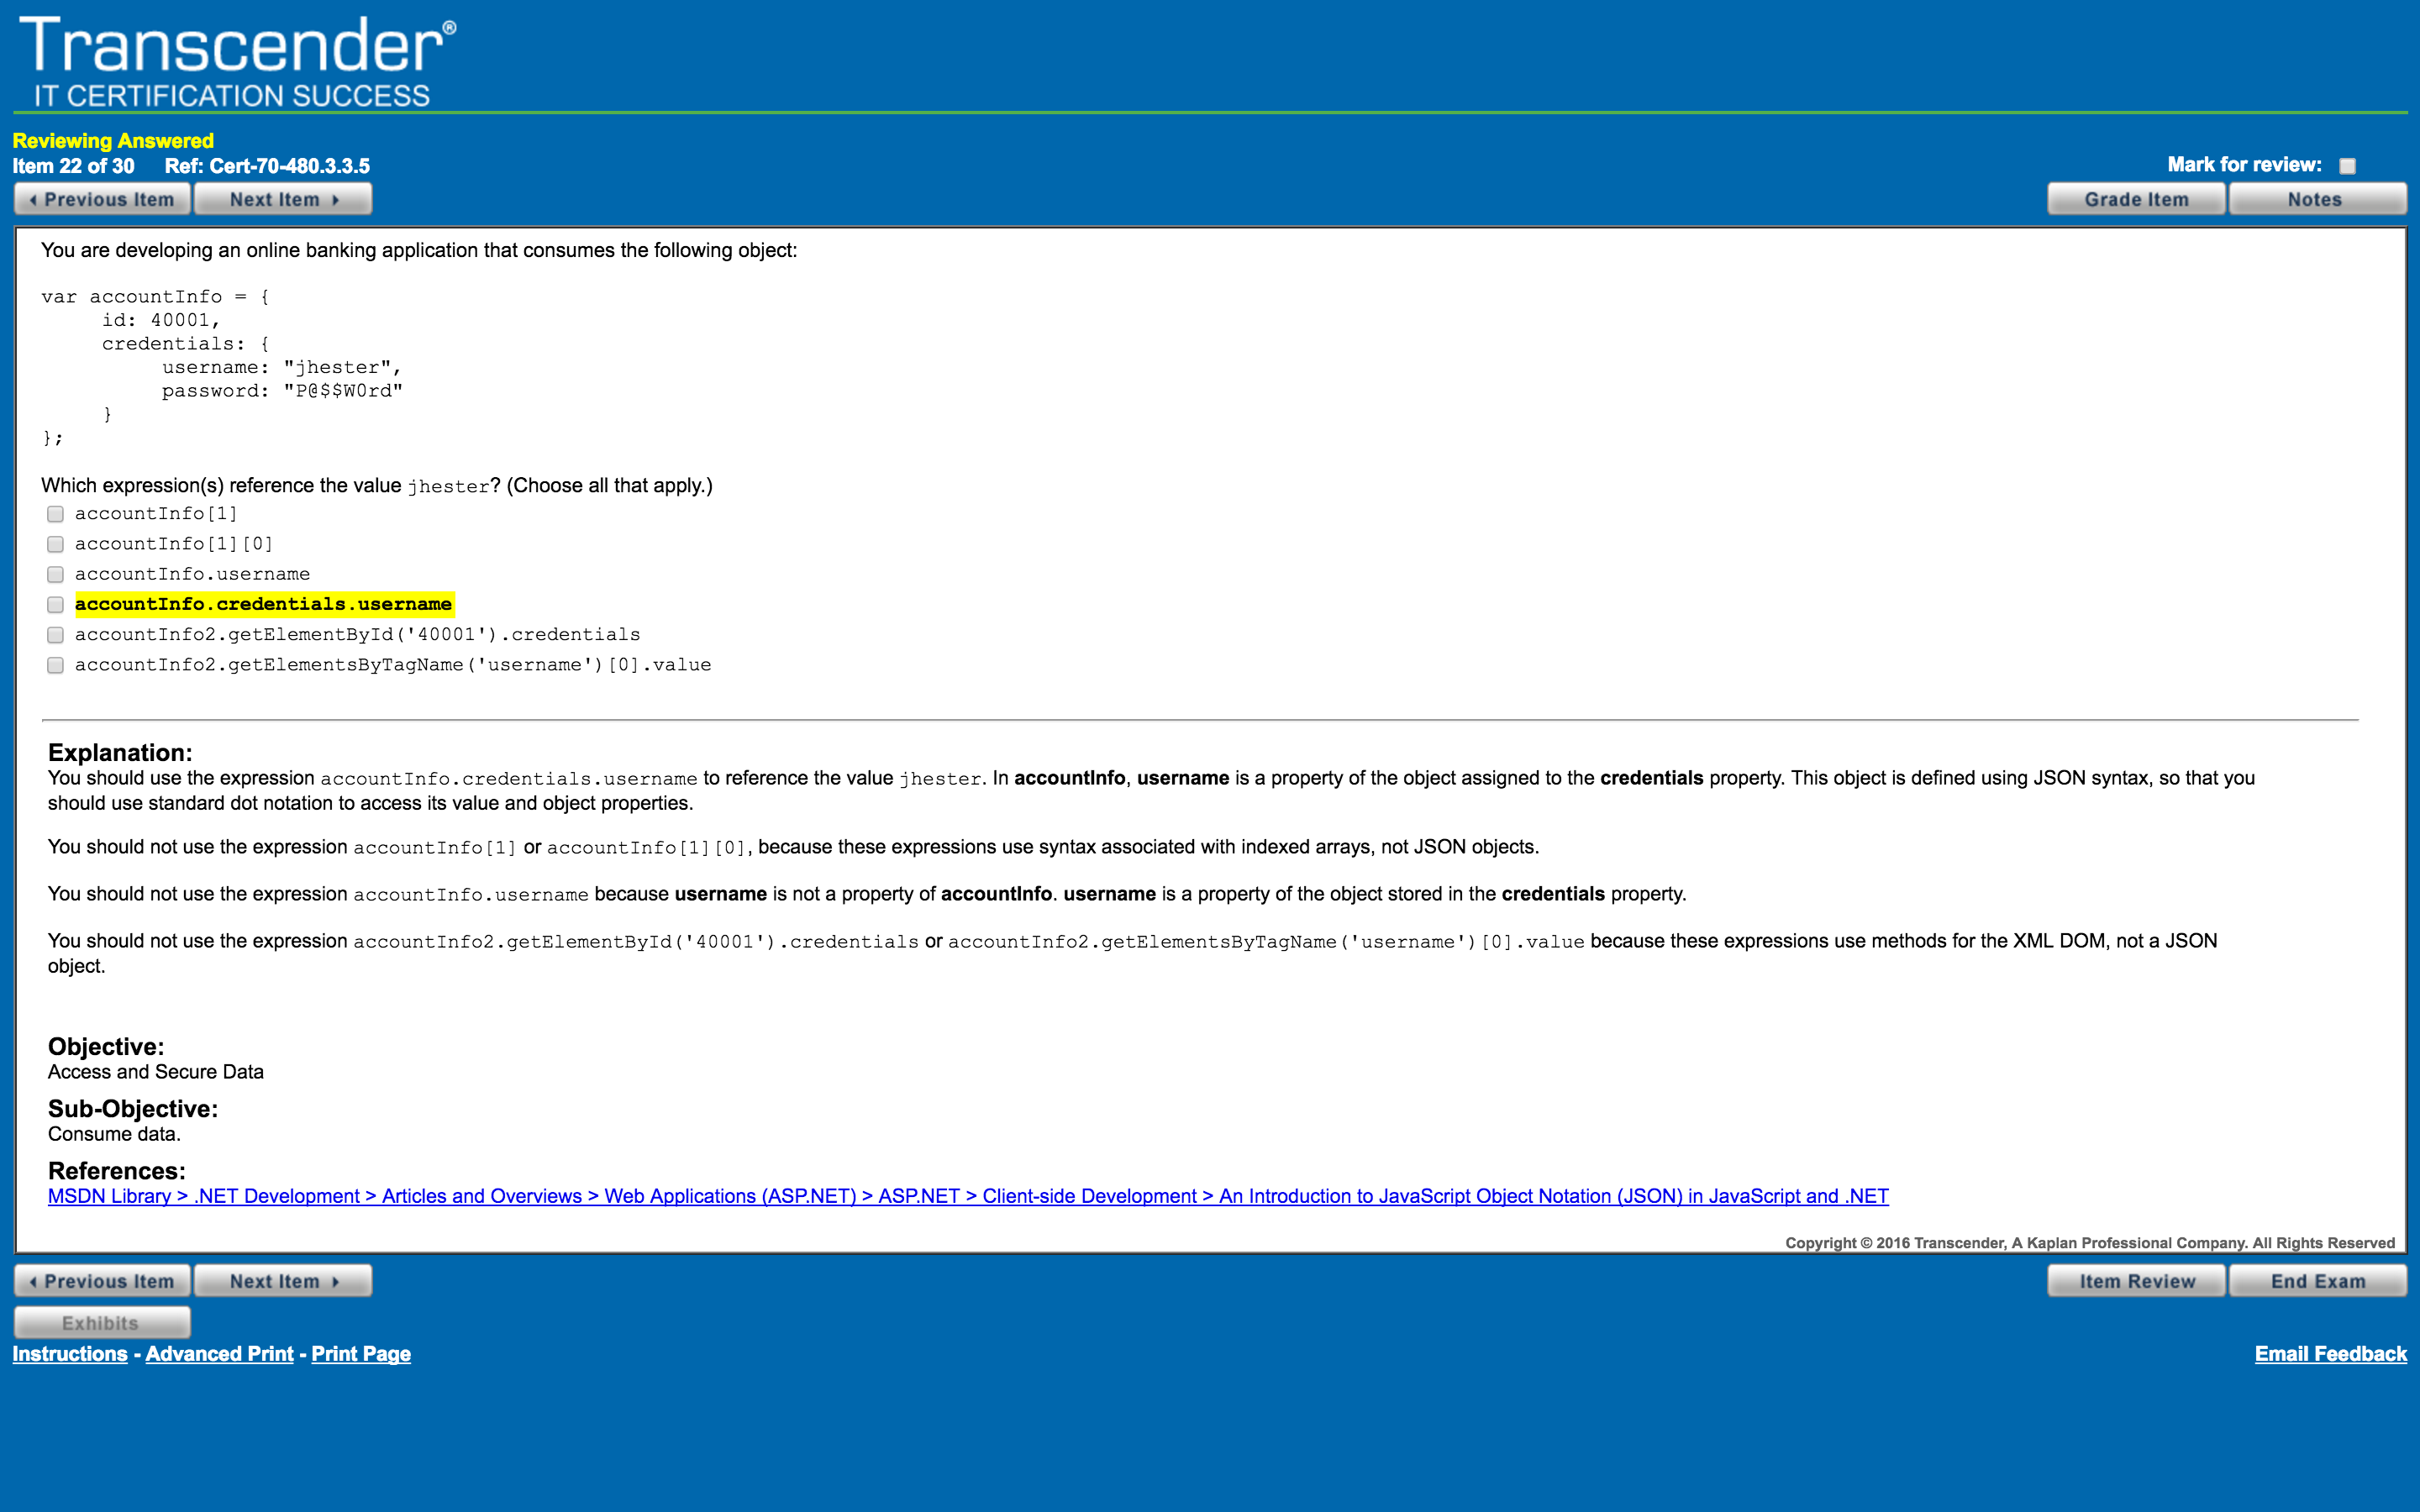 Transcender®
IT CERTIFICATION SUCCESS
Reviewing Answered
Item 22 of 30 Ref: Cert-70-480.3.3.5
Mark for review:
Previous Item Next Item Grade Item Notes
You are developing an online banking application that consumes the following object:
var accountInfo = {
id: 40001,
credentials: {
username: "jhester",
password: "P@$$W0rd"
}
};
Which expression(s) reference the value jhester? (Choose all that apply.)
accountInfo[1]
accountInfo[1][0]
accountInfo.username
accountInfo.credentials.username
accountInfo2.getElementById('40001').credentials
accountInfo2.getElementsByTagName('username')[0].value
Explanation:
You should use the expression accountInfo.credentials.username to reference the value jhester. In accountInfo, username is a property of the object assigned to the credentials property. This object is defined using JSON syntax, so that you
should use standard dot notation to access its value and object properties.
You should not use the expression accountInfo[1] or accountInfo[1][0], because these expressions use syntax associated with indexed arrays, not JSON objects.
You should not use the expression accountInfo.username because username is not a property of accountInfo. username is a property of the object stored in the credentials property.
You should not use the expression accountInfo2.getElementById('40001').credentials or accountInfo2.getElementsByTagName('username')[0].value because these expressions use methods for the XML DOM, not a JSON
object.
Objective:
Access and Secure Data
Sub-Objective:
Consume data.
References:
MSDN Library > .NET Development > Articles and Overviews > Web Applications (ASP.NET) > ASP.NET > Client-side Development > An Introduction to JavaScript Object Notation (JSON) in JavaScript and .NET
Copyright © 2016 Transcender, A Kaplan Professional Company. All Rights Reserved
Previous Item Next Item Item Review End Exam
Exhibits
Instructions - Advanced Print - Print Page Email Feedback